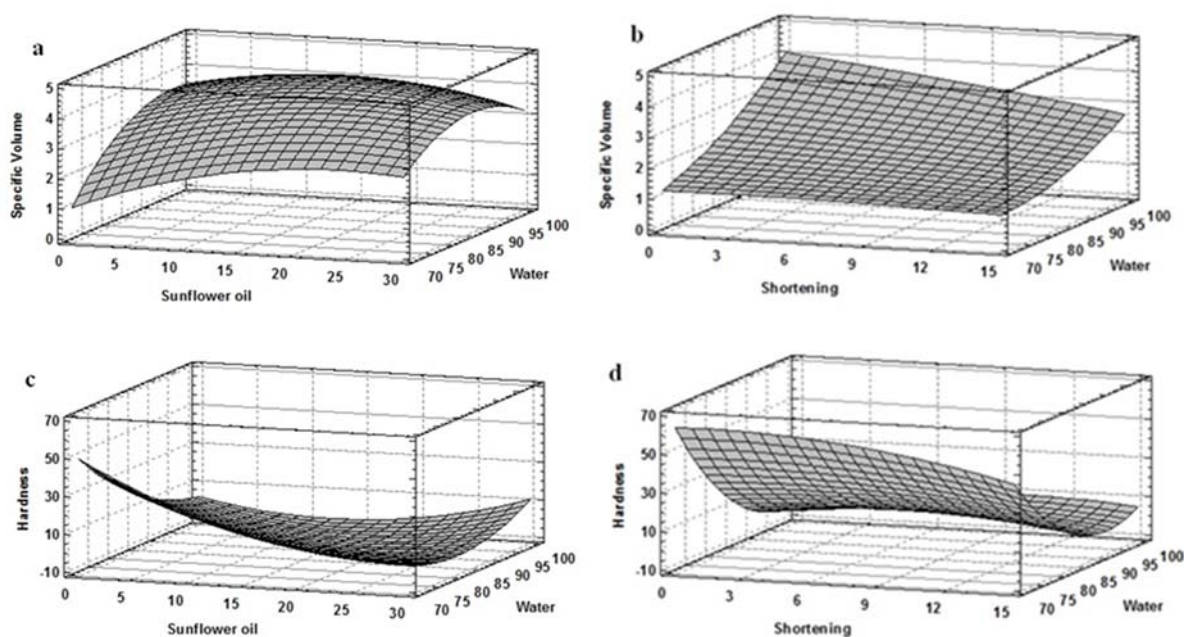 a
5
4
3
2
1
0
Specific Volume
0 5 10 15 20 25 30
Sunflower oil
70 75 80 85 90 95 100
Water
b
5
4
3
2
1
0
Specific Volume
0 3 6 9 12 15
Shortening
70 75 80 85 90 95 100
Water
c
70
50
30
10
-10
Hardness
0 5 10 15 20 25 30
Sunflower oil
70 75 80 85 90 95 100
Water
d
70
50
30
10
-10
Hardness
0 3 6 9 12 15
Shortening
70 75 80 85 90 95 100
Water